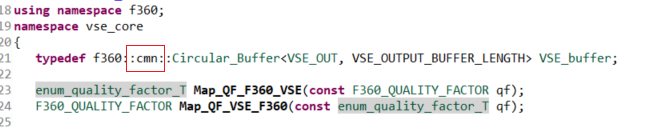 18 using namespace f360;
19 namespace vse_core
20 {
21 typedef f360::cmn::Circular_Buffer<VSE_OUT, VSE_OUTPUT_BUFFER_LENGTH> VSE_buffer;
22
23 enum_quality_factor_T Map_QF_F360_VSE(const F360_QUALITY_FACTOR qf);
24 F360_QUALITY_FACTOR Map_QF_VSE_F360(const enum_quality_factor_T qf);
25